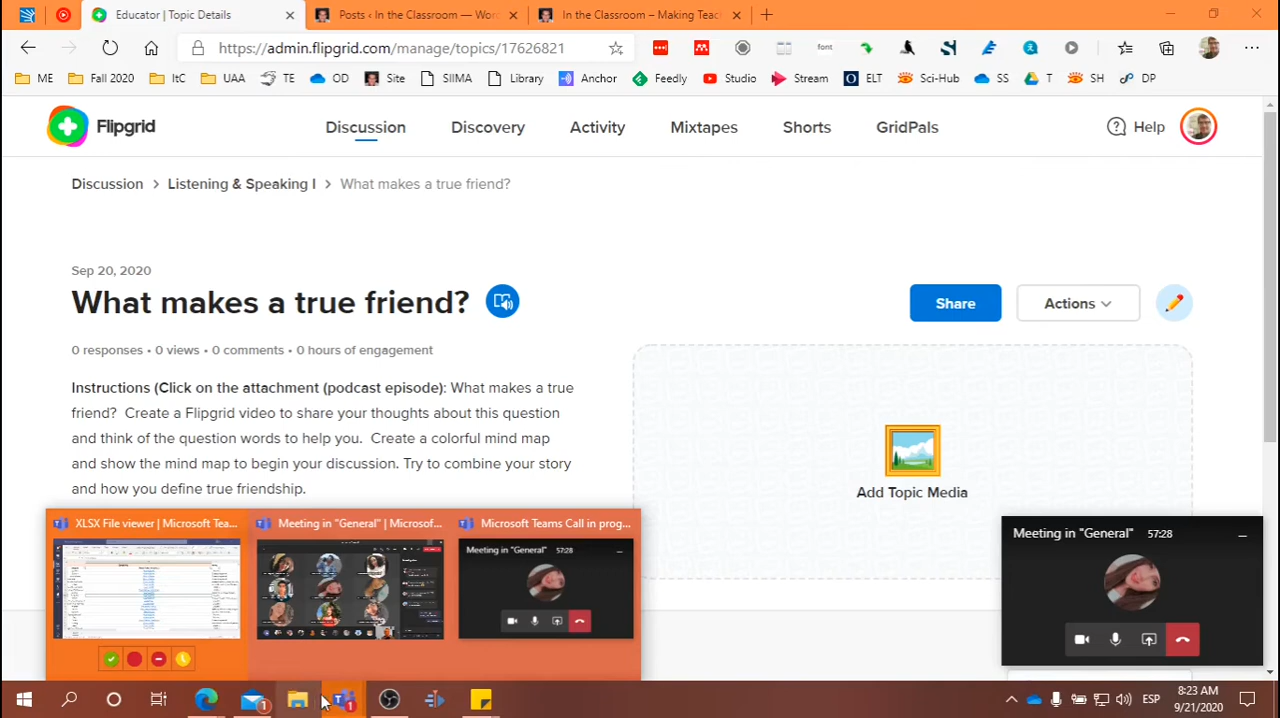 Educator | Topic Details
Posts ‹ In the Classroom — Wor
In the Classroom – Making Teac
https://admin.flipgrid.com/manage/topics/17626821
font
ME
Fall 2020
ItC
UAA
TE
OD
Site
SIIMA
Library
Anchor
Feedly
Studio
Stream
ELT
Sci-Hub
SS
T
SH
DP
Flipgrid
Discussion
Discovery
Activity
Mixtapes
Shorts
GridPals
Help
Discussion > Listening & Speaking I > What makes a true friend?
Sep 20, 2020
What makes a true friend?
Share
Actions
0 responses • 0 views • 0 comments • 0 hours of engagement
Instructions (Click on the attachment (podcast episode): What makes a true
friend? Create a Flipgrid video to share your thoughts about this question
and think of the question words to help you. Create a colorful mind map
and show the mind map to begin your discussion. Try to combine your story
and how you define true friendship.
Add Topic Media
XLSX File viewer | Microsoft Tea...
Meeting in "General" | Microsof...
Microsoft Teams Call in prog...
Meeting in "General" 57:28
Meeting in "General" 57:28
1
1
ESP
8:23 AM
9/21/2020